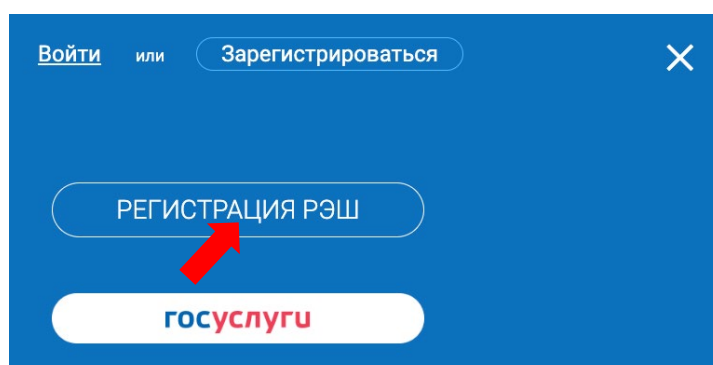 Войти или Зарегистрироваться
РЕГИСТРАЦИЯ РЭШ
госуслуги